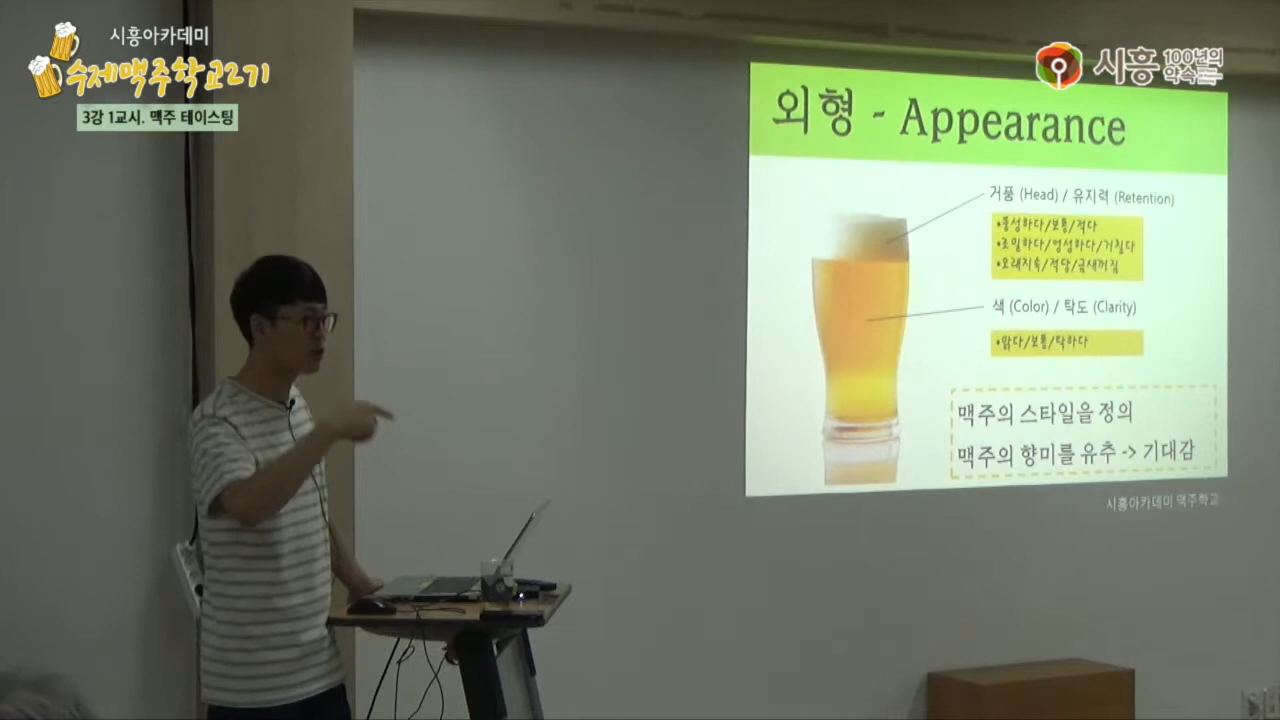 시흥아카데미
수제맥주학교2기
3강 1교시. 맥주 테이스팅
시흥 100년의 약속
외형 - Appearance
거품 (Head) / 유지력 (Retention)
•풍성하다/보통/적다
•조밀하다/엉성하다/거칠다
•오래지속/적당/금새꺼짐
색 (Color) / 탁도 (Clarity)
•맑다/보통/탁하다
맥주의 스타일을 정의
맥주의 향미를 유추 -> 기대감
시흥아카데미 맥주학교